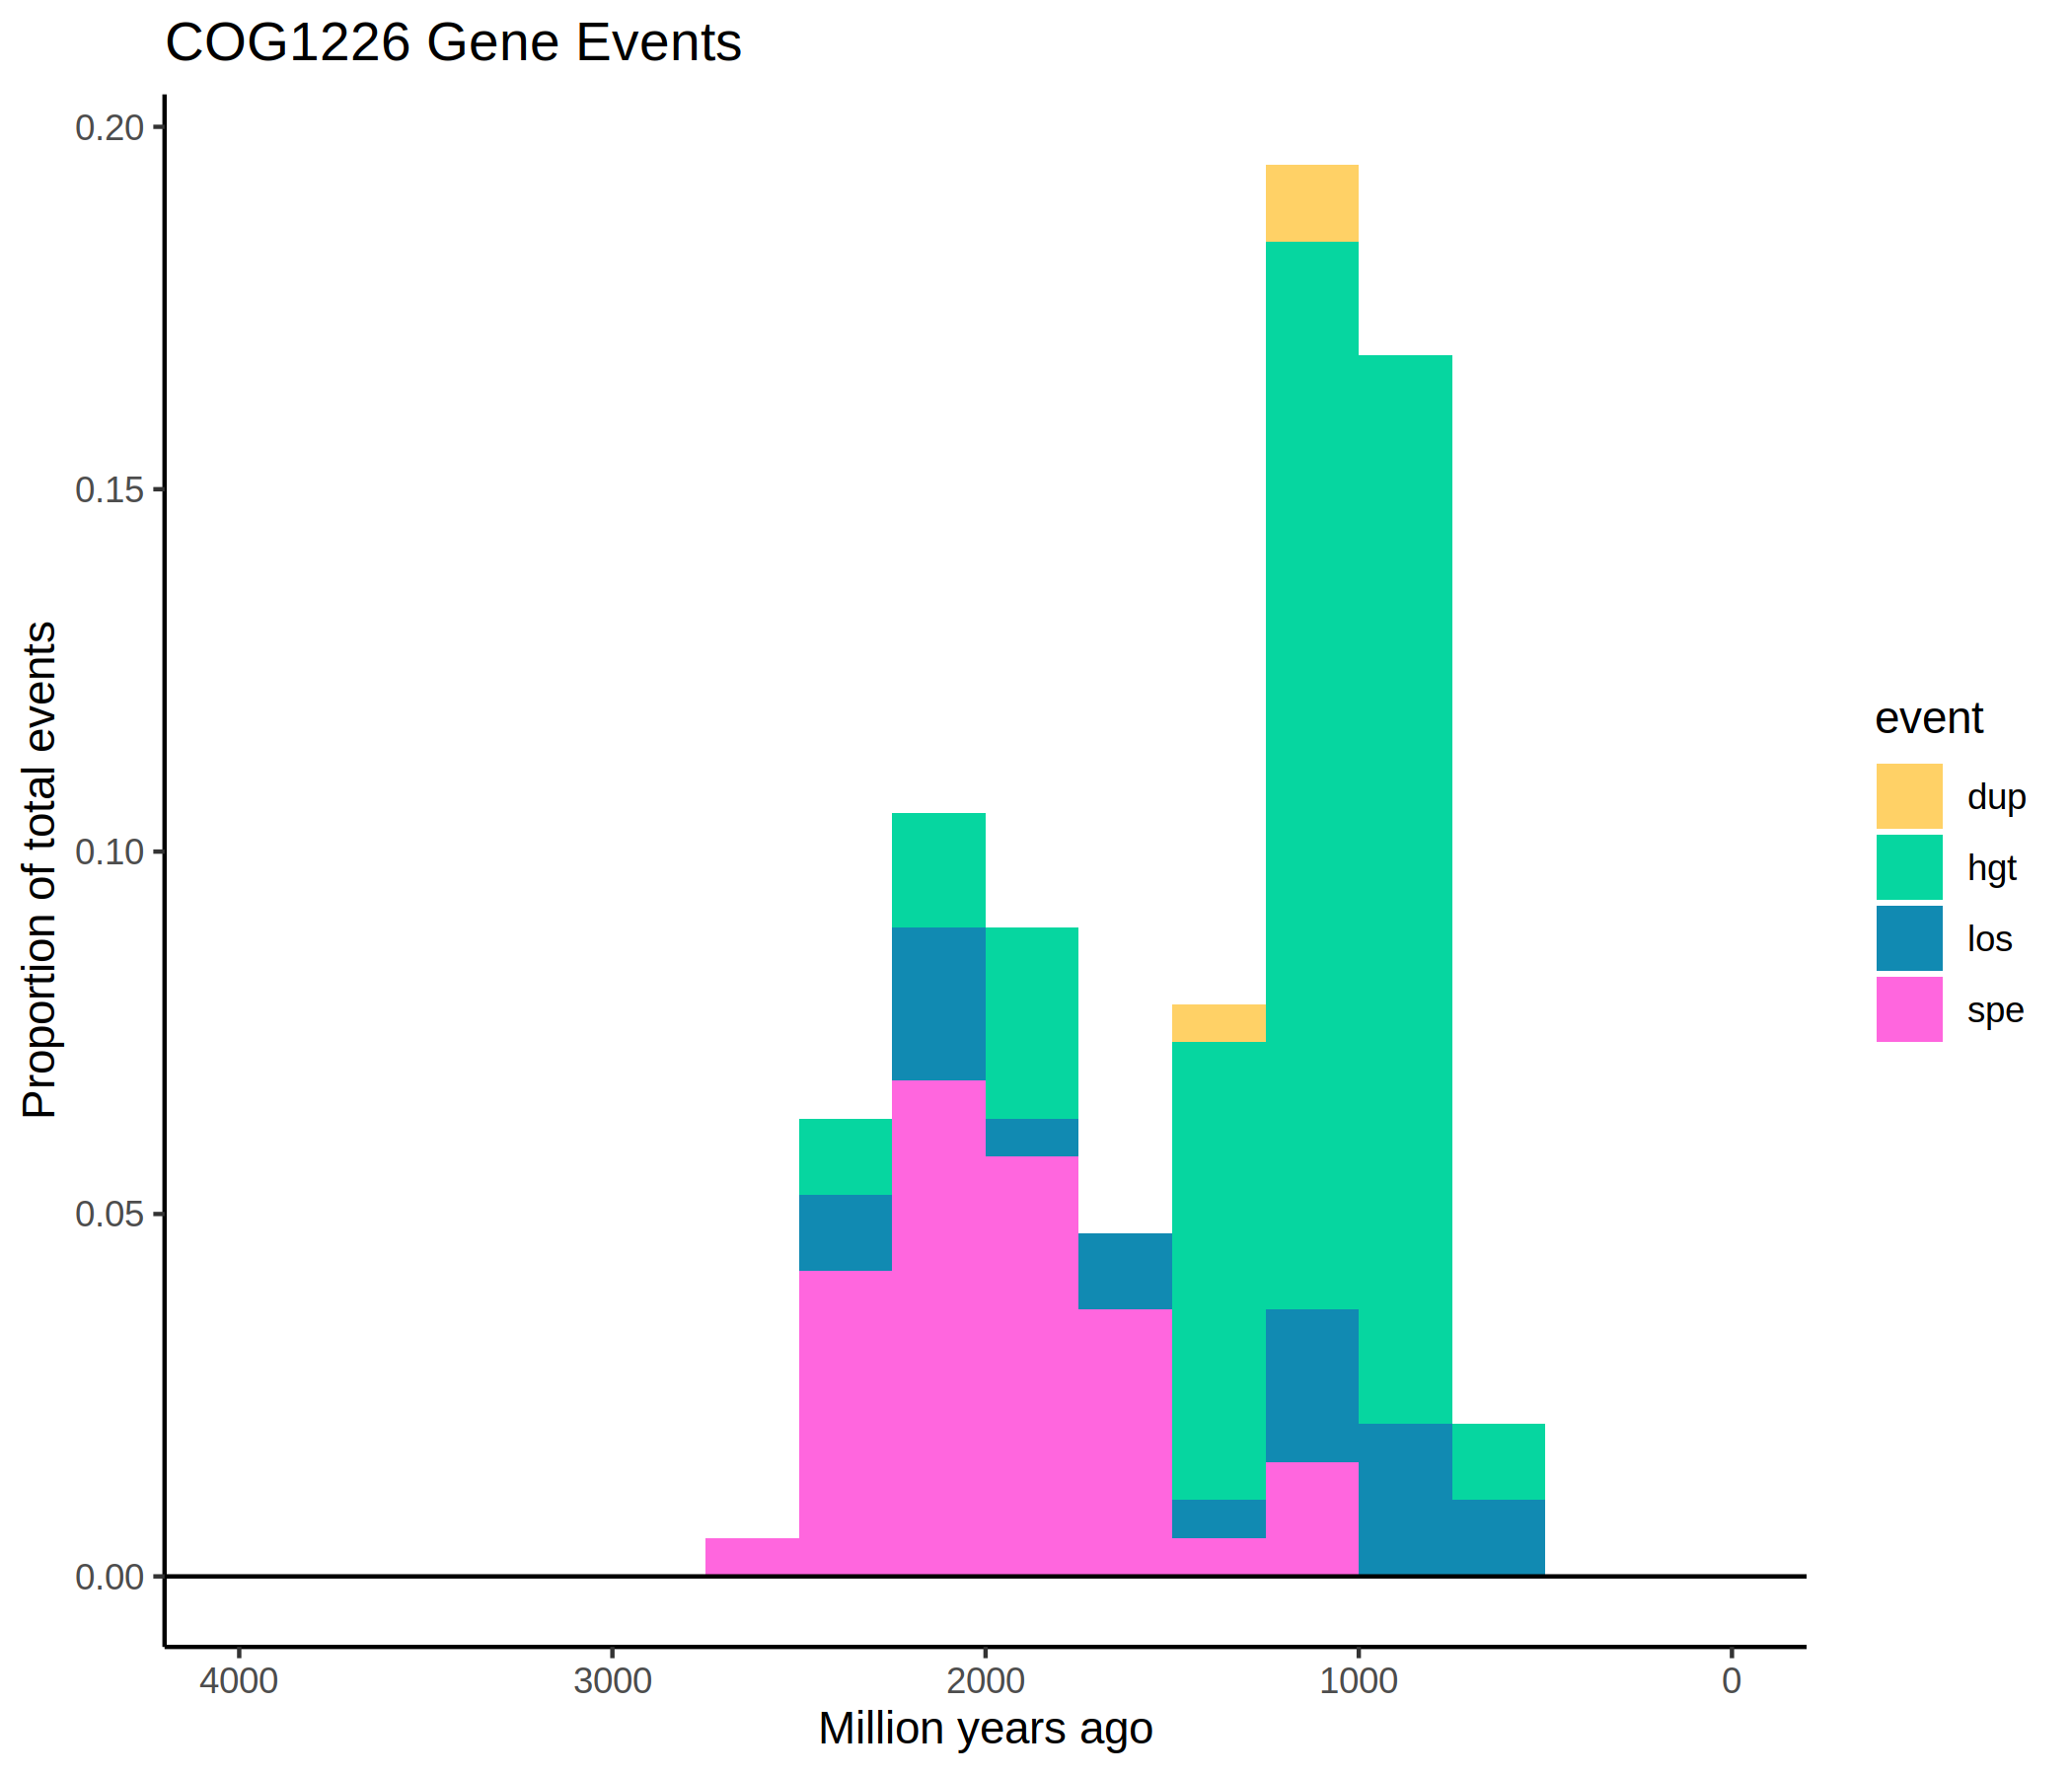 COG1226 Gene Events
0.20
0.15
0.10
0.05
0.00
Proportion of total events
4000 3000 2000 1000 0
Million years ago
event
dup
hgt
los
spe